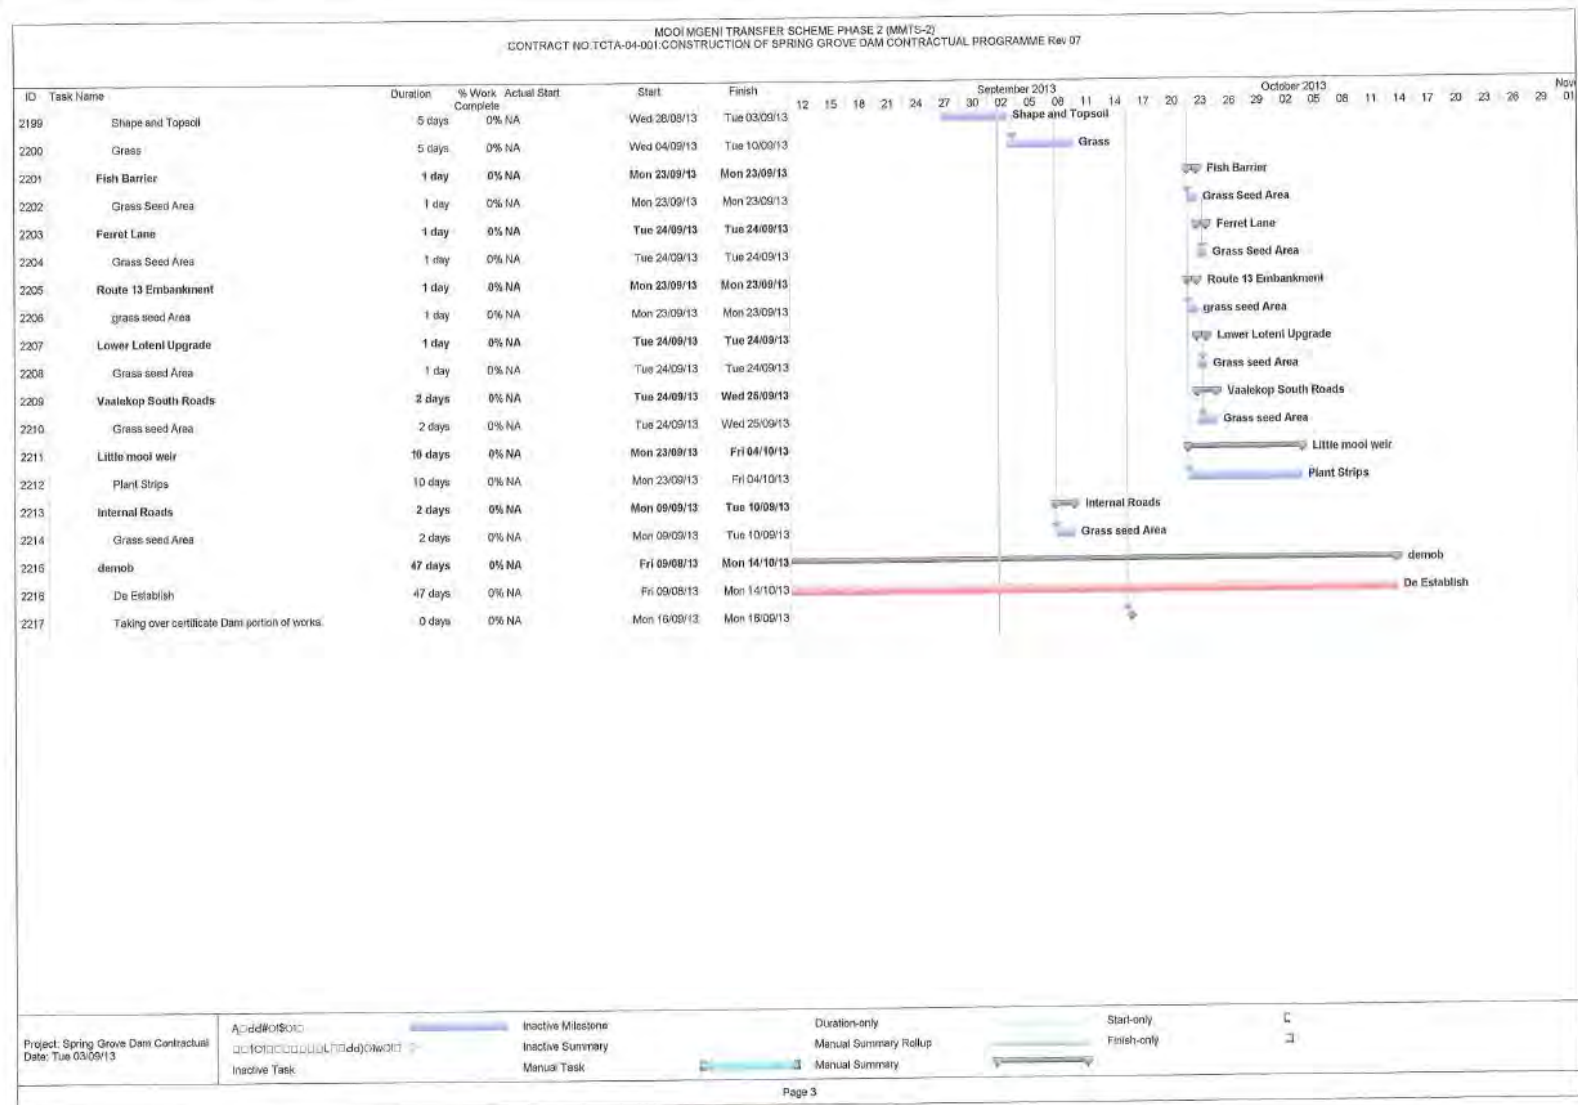 MOOI MGENI TRANSFER SCHEME PHASE 2 (MMTS-2)
CONTRACT NO.TCTA-04-001:CONSTRUCTION OF SPRING GROVE DAM CONTRACTUAL PROGRAMME Rev 07
ID Task Name Duration % Work Complete Actual Start Start Finish
September 2013 October 2013 Nov
12 15 18 21 24 27 30 02 05 08 11 14 17 20 23 26 29 02 05 08 11 14 17 20 23 26 29 01
2199 Shape and Topsoil 5 days 0% NA Wed 28/08/13 Tue 03/09/13 Shape and Topsoil
2200 Grass 5 days 0% NA Wed 04/09/13 Tue 10/09/13 Grass
2201 Fish Barrier 1 day 0% NA Mon 23/09/13 Mon 23/09/13 Fish Barrier
2202 Grass Seed Area 1 day 0% NA Mon 23/09/13 Mon 23/09/13 Grass Seed Area
2203 Ferret Lane 1 day 0% NA Tue 24/09/13 Tue 24/09/13 Ferret Lane
2204 Grass Seed Area 1 day 0% NA Tue 24/09/13 Tue 24/09/13 Grass Seed Area
2205 Route 13 Embankment 1 day 0% NA Mon 23/09/13 Mon 23/09/13 Route 13 Embankment
2206 grass seed Area 1 day 0% NA Mon 23/09/13 Mon 23/09/13 grass seed Area
2207 Lower Loteni Upgrade 1 day 0% NA Tue 24/09/13 Tue 24/09/13 Lower Loteni Upgrade
2208 Grass seed Area 1 day 0% NA Tue 24/09/13 Tue 24/09/13 Grass seed Area
2209 Vaalekop South Roads 2 days 0% NA Tue 24/09/13 Wed 25/09/13 Vaalekop South Roads
2210 Grass seed Area 2 days 0% NA Tue 24/09/13 Wed 25/09/13 Grass seed Area
2211 Little mooi weir 10 days 0% NA Mon 23/09/13 Fri 04/10/13 Little mooi weir
2212 Plant Strips 10 days 0% NA Mon 23/09/13 Fri 04/10/13 Plant Strips
2213 Internal Roads 2 days 0% NA Mon 09/09/13 Tue 10/09/13 Internal Roads
2214 Grass seed Area 2 days 0% NA Mon 09/09/13 Tue 10/09/13 Grass seed Area
2215 demob 47 days 0% NA Fri 09/08/13 Mon 14/10/13 demob
2216 De Establish 47 days 0% NA Fri 09/08/13 Mon 14/10/13 De Establish
2217 Taking over certificate Dam portion of works 0 days 0% NA Mon 16/09/13 Mon 16/09/13
Project: Spring Grove Dam Contractual
Date: Tue 03/09/13
Inactive Milestone Duration-only Start-only
Inactive Summary Manual Summary Rollup Finish-only
Inactive Task Manual Task Manual Summary
Page 3